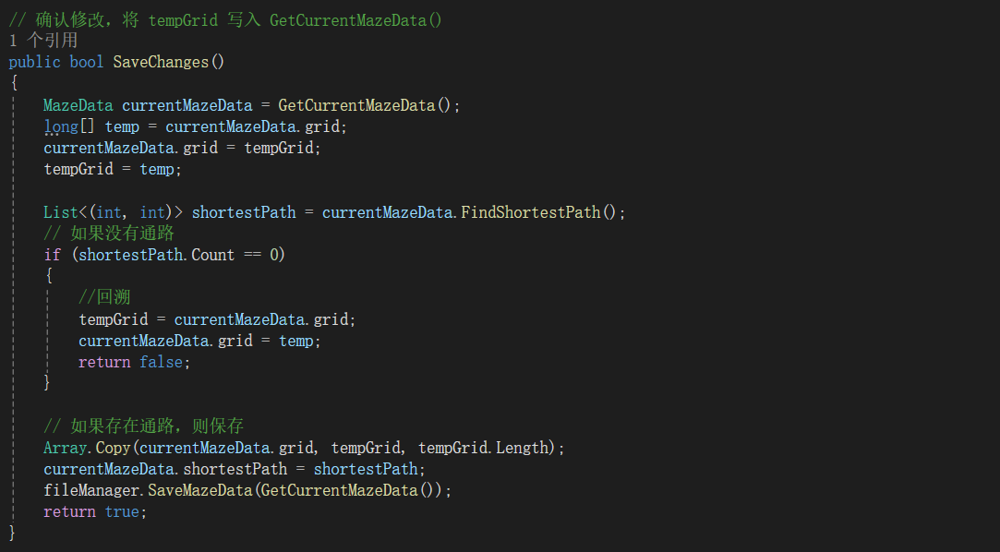 // 确认修改，将 tempGrid 写入 GetCurrentMazeData()
1 个引用
public bool SaveChanges()
{
MazeData currentMazeData = GetCurrentMazeData();
long[] temp = currentMazeData.grid;
currentMazeData.grid = tempGrid;
tempGrid = temp;
List<(int, int)> shortestPath = currentMazeData.FindShortestPath();
// 如果没有通路
if (shortestPath.Count == 0)
{
//回溯
tempGrid = currentMazeData.grid;
currentMazeData.grid = temp;
return false;
}
// 如果存在通路，则保存
Array.Copy(currentMazeData.grid, tempGrid, tempGrid.Length);
currentMazeData.shortestPath = shortestPath;
fileManager.SaveMazeData(GetCurrentMazeData());
return true;
}